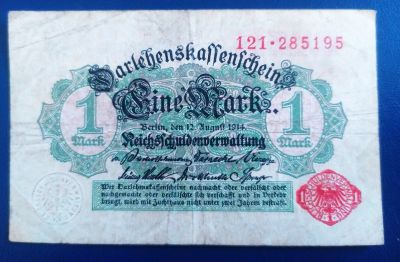 121·285195
Darlehenskassenschein
Eine Mark.
1 Mark
1 Mark
Berlin, den 12. August 1914.
Reichsschuldenverwaltung
Wer Darlehnskassenscheine nachmacht oder verfälscht oder
nachgemachte oder verfälschte sich verschafft und in Verkehr
bringt, wird mit Zuchthaus nicht unter zwei Jahren bestraft.
1
1